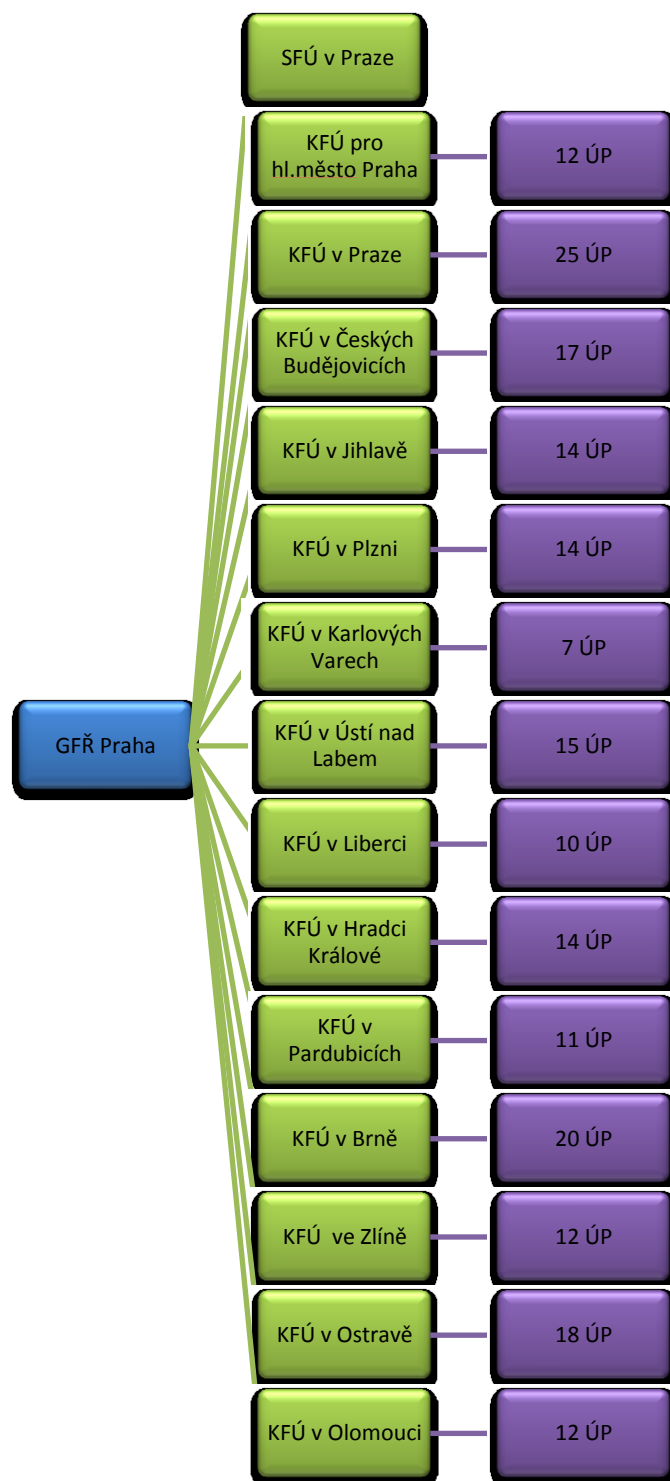 SFÚ v Praze
KFÚ pro
hl.město Praha
12 ÚP
KFÚ v Praze
25 ÚP
KFÚ v Českých
Budějovicích
17 ÚP
KFÚ v Jihlavě
14 ÚP
KFÚ v Plzni
14 ÚP
KFÚ v Karlových
Varech
7 ÚP
GFŘ Praha
KFÚ v Ústí nad
Labem
15 ÚP
KFÚ v Liberci
10 ÚP
KFÚ v Hradci
Králové
14 ÚP
KFÚ v
Pardubicích
11 ÚP
KFÚ v Brně
20 ÚP
KFÚ  ve Zlíně
12 ÚP
KFÚ v Ostravě
18 ÚP
KFÚ v Olomouci
12 ÚP